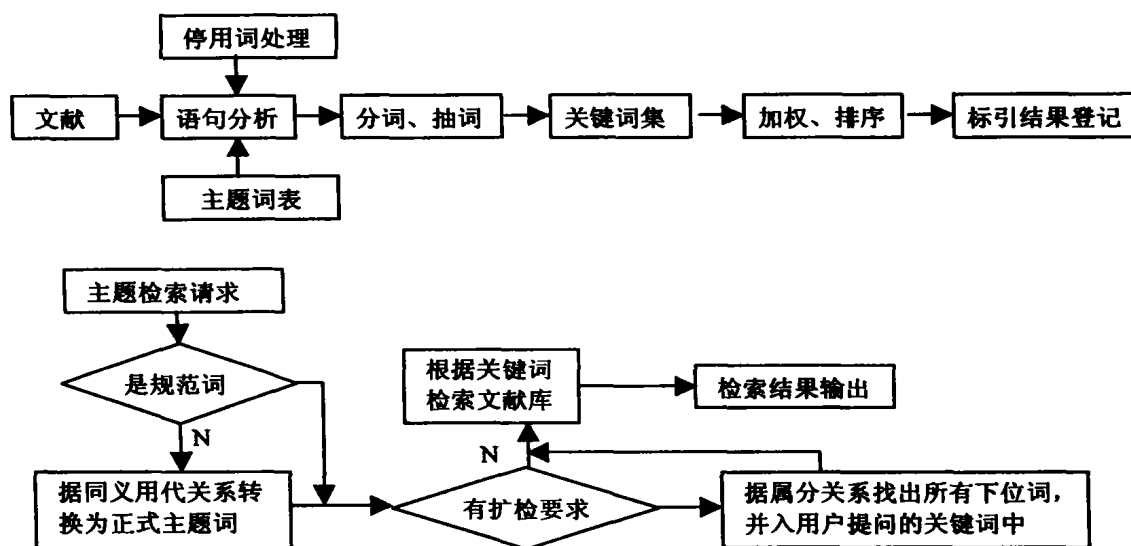 停用词处理
文献
语句分析
分词、抽词
关键词集
加权、排序
标引结果登记
主题词表
主题检索请求
是规范词
N
据同义用代关系转
换为正式主题词
根据关键词
检索文献库
检索结果输出
N
有扩检要求
据属分关系找出所有下位词，
并入用户提问的关键词中